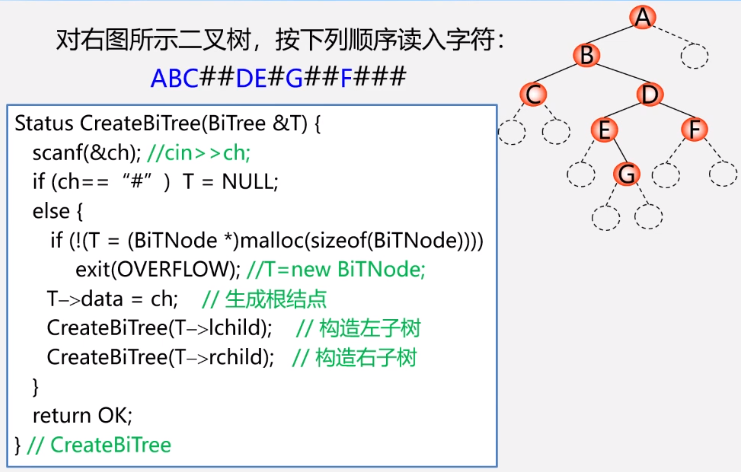 对右图所示二叉树，按下列顺序读入字符：
ABC##DE#G##F###
Status CreateBiTree(BiTree &T) {
scanf(&ch); //cin>>ch;
if (ch==“#”）T = NULL;
else {
if (!(T = (BiTNode *)malloc(sizeof(BiTNode))))
exit(OVERFLOW); //T=new BiTNode;
T–>data = ch; // 生成根结点
CreateBiTree(T–>lchild); // 构造左子树
CreateBiTree(T–>rchild); // 构造右子树
}
return OK;
} // CreateBiTree
A
B
C
D
E
F
G